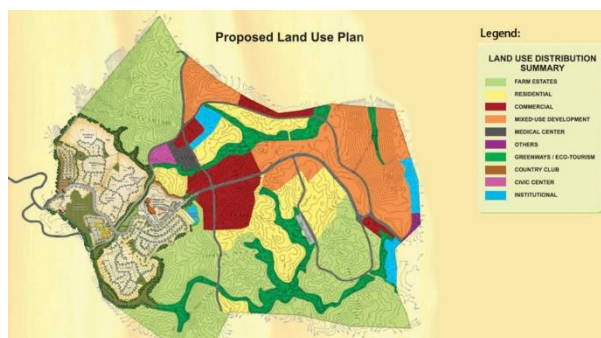 Proposed Land Use Plan
Legend:
LAND USE DISTRIBUTION
SUMMARY
FARM ESTATES
RESIDENTIAL
COMMERCIAL
MIXED-USE DEVELOPMENT
MEDICAL CENTER
OTHERS
GREENWAYS / ECO-TOURISM
COUNTRY CLUB
CIVIC CENTER
INSTITUTIONAL